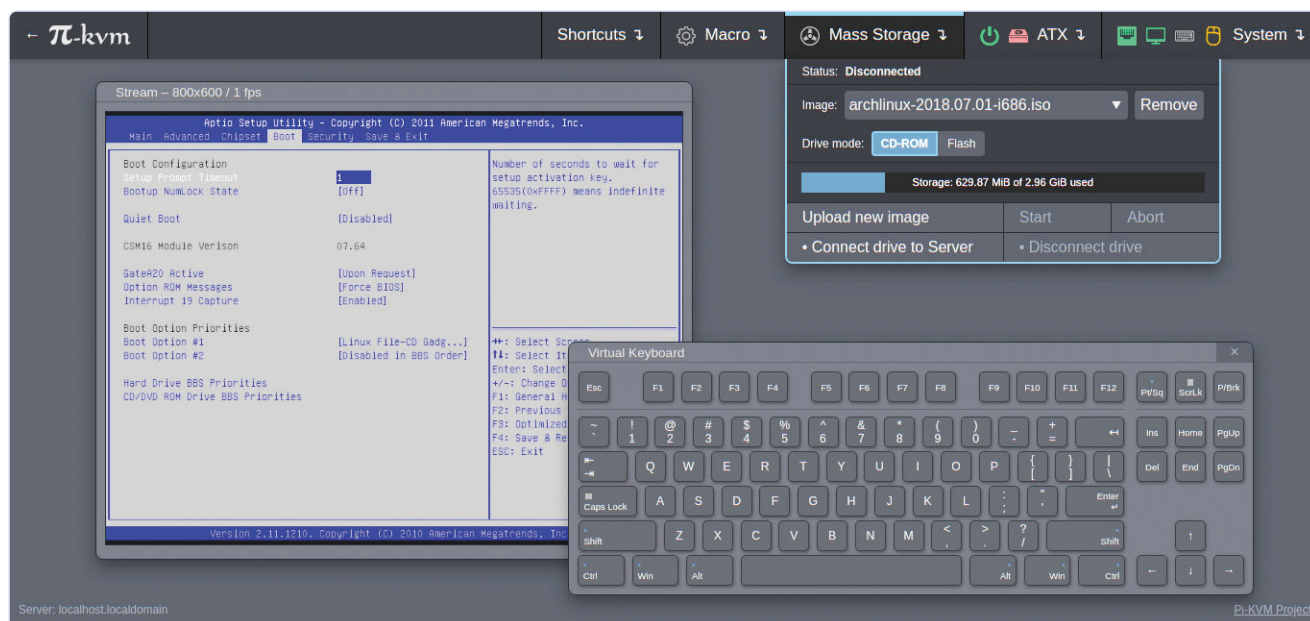 ← π-kvm
Shortcuts ↴
Macro ↴
Mass Storage ↴
ATX ↴
System ↴
Status: Disconnected
Image: archlinux-2018.07.01-i686.iso ▼ Remove
Drive mode: CD-ROM Flash
Storage: 629.87 MiB of 2.96 GiB used
Upload new image Start Abort
• Connect drive to Server • Disconnect drive
Stream – 800x600 / 1 fps
Aptio Setup Utility – Copyright (C) 2011 American Megatrends, Inc.
Main Advanced Chipset Boot Security Save & Exit
Boot Configuration
Setup Prompt Timeout 1
Bootup NumLock State [Off]
Quiet Boot [Disabled]
CSM16 Module Verison 07.64
GateA20 Active [Upon Request]
Option ROM Messages [Force BIOS]
Interrupt 19 Capture [Enabled]
Boot Option Priorities
Boot Option #1 [Linux File-CD Gadg...]
Boot Option #2 [Disabled in BBS Order]
Hard Drive BBS Priorities
CD/DVD ROM Drive BBS Priorities
Number of seconds to wait for
setup activation key.
65535(0xFFFF) means indefinite
waiting.
→←: Select
↑↓: Select
Enter: Select
+/-: Change
F1: General
F2: Previous
F3: Optimized
F4: Save &
ESC: Exit
Version 2.11.1210. Copyright (C) 2010 American Megatrends, Inc
Virtual Keyboard ×
Esc F1 F2 F3 F4 F5 F6 F7 F8 F9 F10 F11 F12 Pt/Sq ScrLk P/Brk
~ ! @ # $ % ^ & * ( ) _ +
` 1 2 3 4 5 6 7 8 9 0 - = ↤ Ins Home PgUp
⇤ { } |
⇥ Q W E R T Y U I O P [ ] \ Del End PgDn
: " Enter
Caps Lock A S D F G H J K L ; ' ↵
< > ?
Shift Z X C V B N M , . / Shift ↑
Ctrl Win Alt Alt Win Ctrl ← ↓ →
Server: localhost.localdomain
Pi-KVM Project